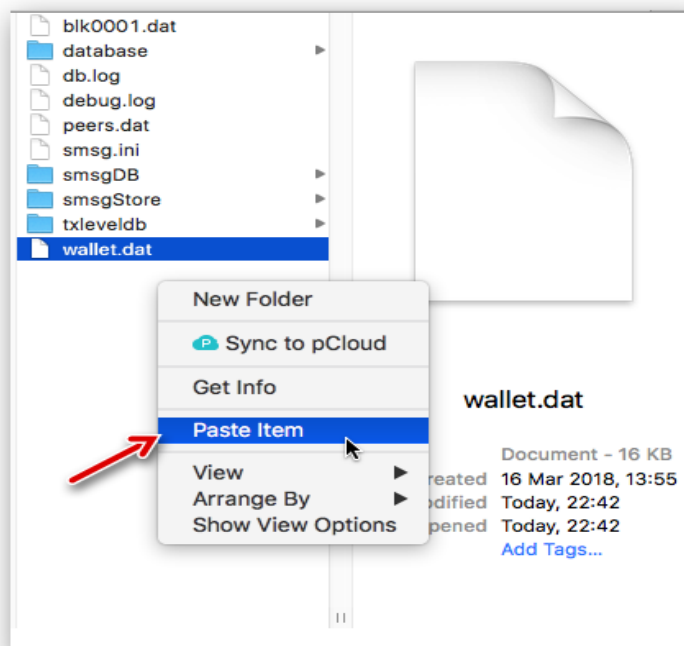 blk0001.dat
database
db.log
debug.log
peers.dat
smsg.ini
smsgDB
smsgStore
txleveldb
wallet.dat
New Folder
P Sync to pCloud
Get Info
Paste Item
View
Arrange By
Show View Options
wallet.dat
Document - 16 KB
reated 16 Mar 2018, 13:55
dified Today, 22:42
pened Today, 22:42
Add Tags...